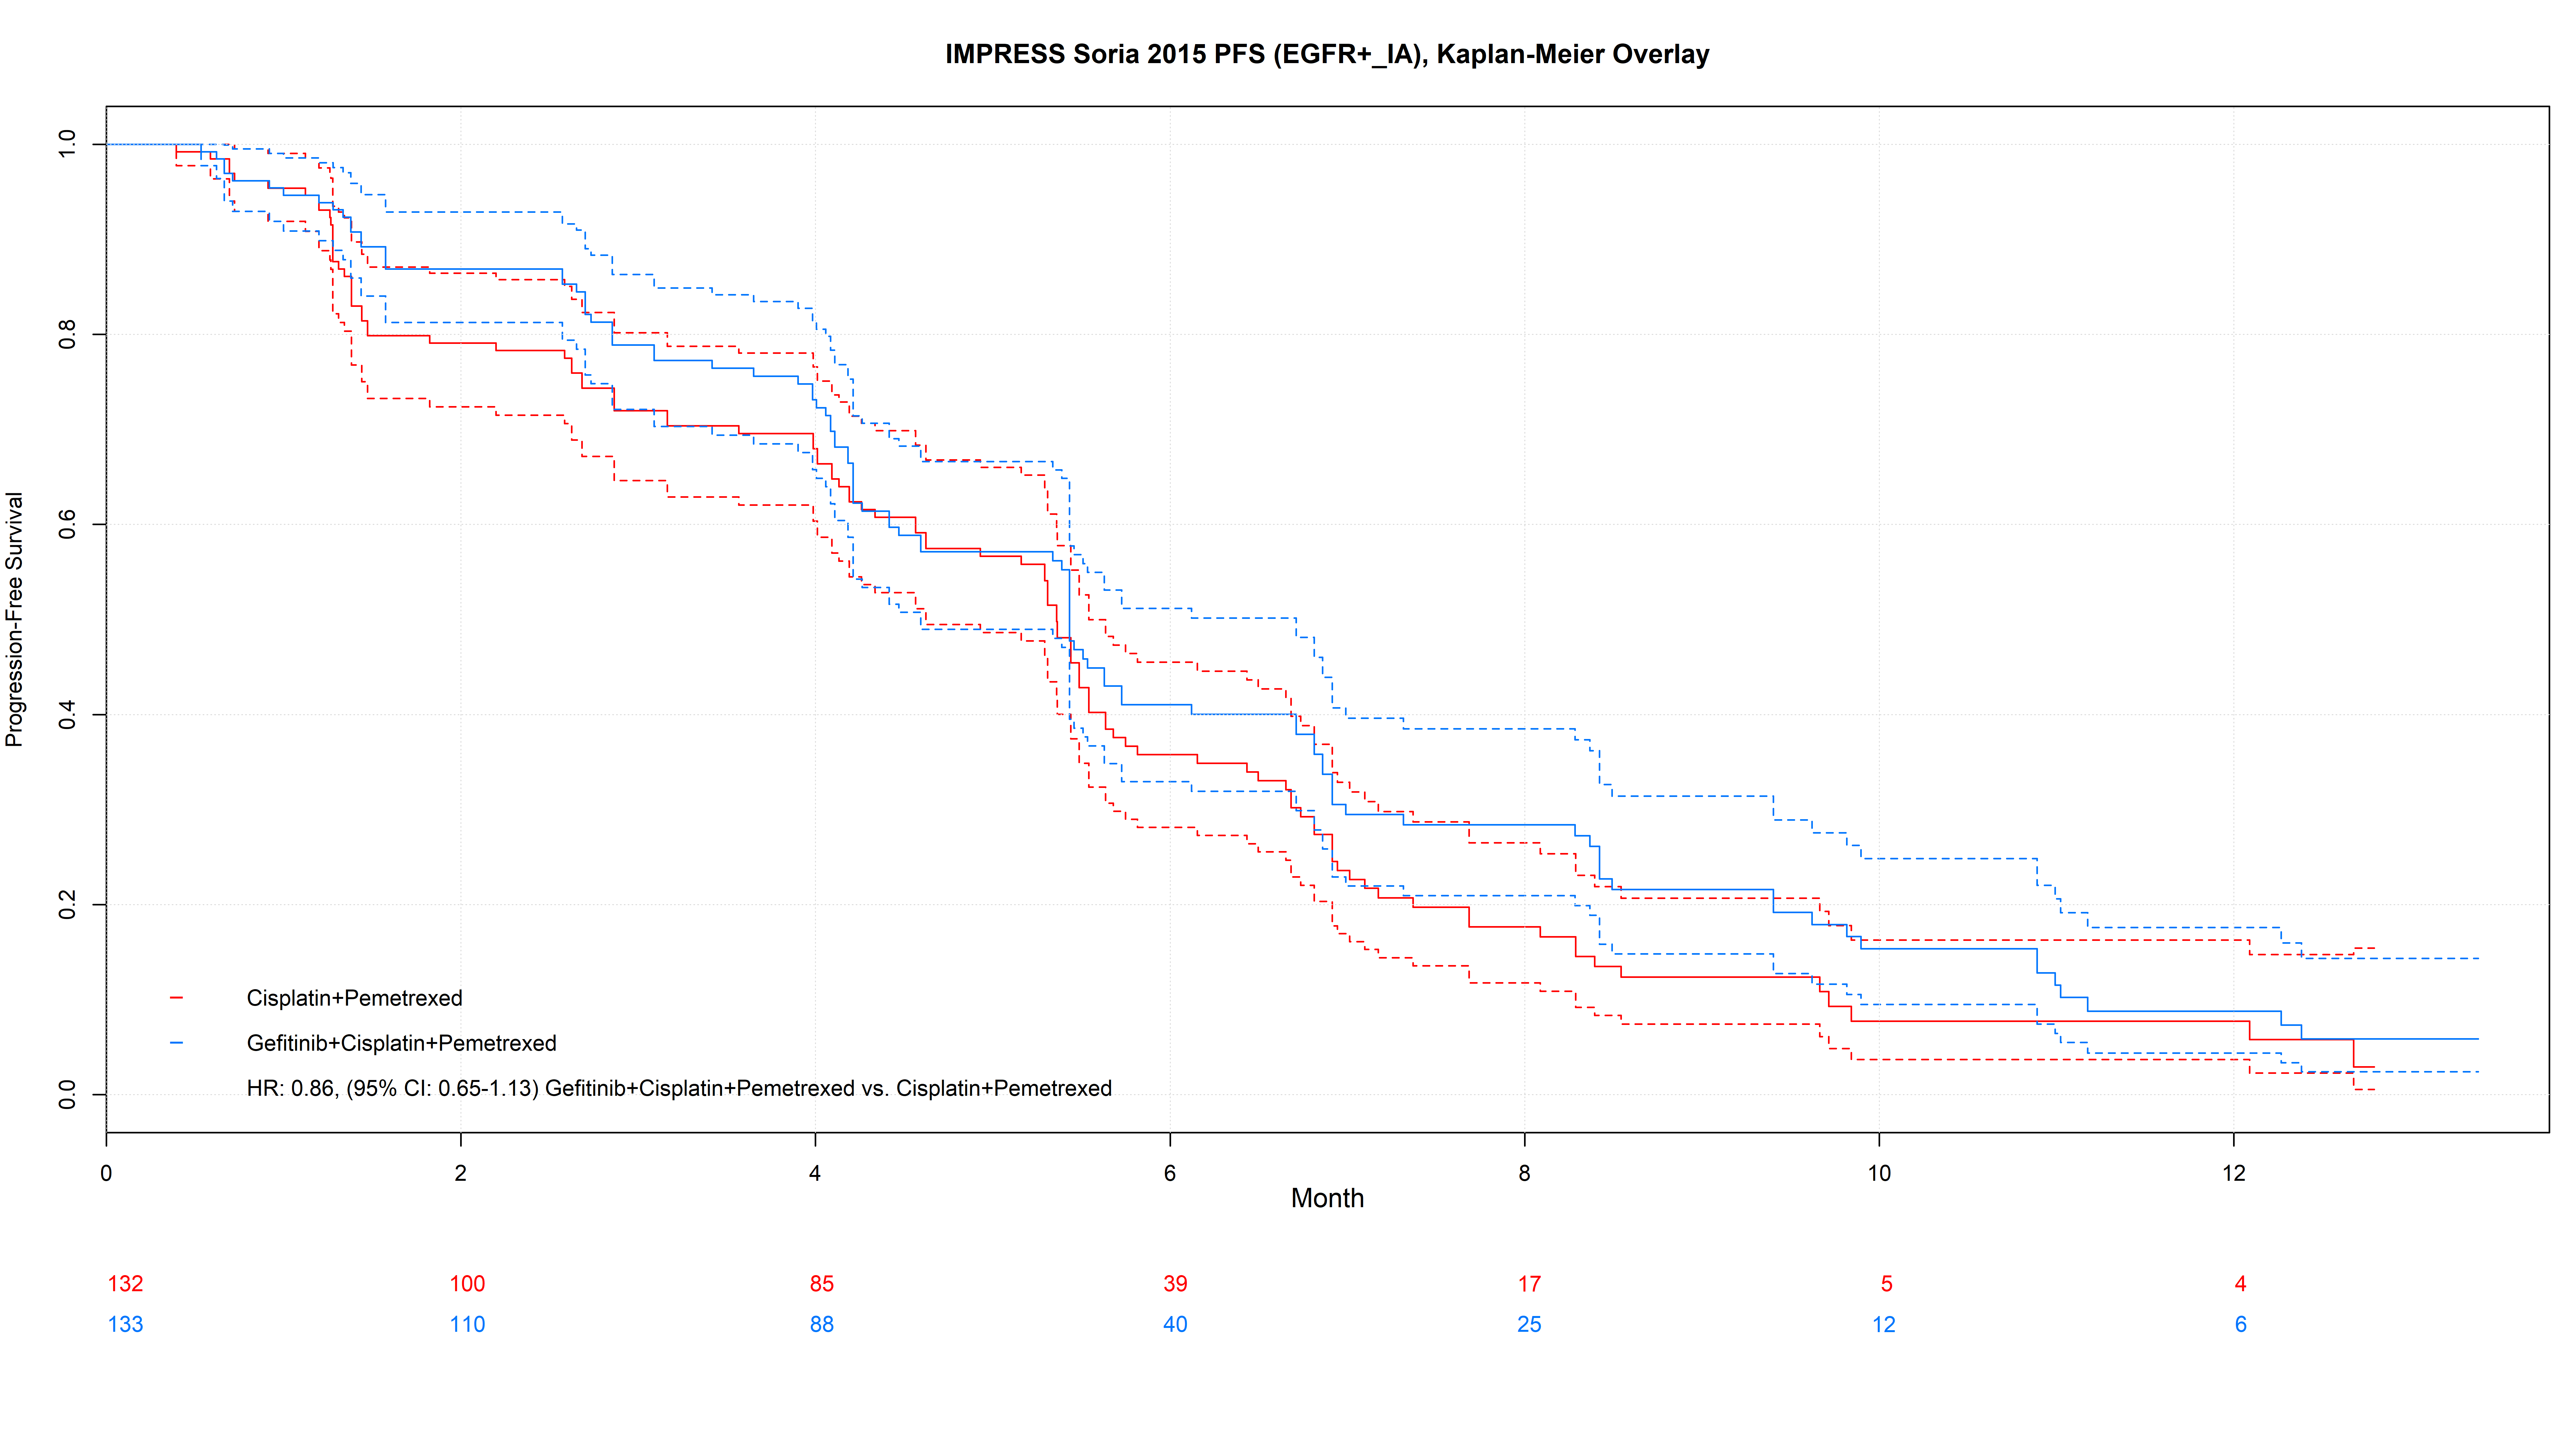 IMPRESS Soria 2015 PFS (EGFR+_IA), Kaplan-Meier Overlay
Progression-Free Survival
1.0
0.8
0.6
0.4
0.2
0.0
Cisplatin+Pemetrexed
Gefitinib+Cisplatin+Pemetrexed
HR: 0.86, (95% CI: 0.65-1.13) Gefitinib+Cisplatin+Pemetrexed vs. Cisplatin+Pemetrexed
0 2 4 6 8 10 12
Month
132 100 85 39 17 5 4
133 110 88 40 25 12 6